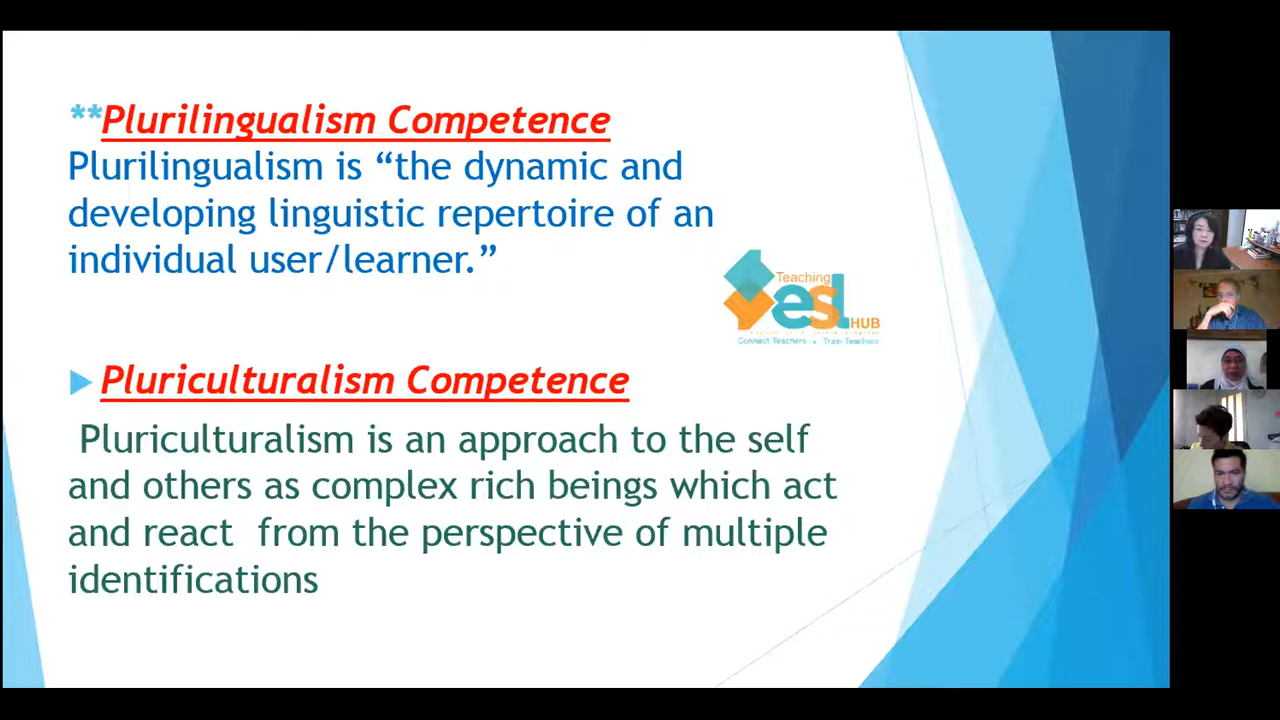 **Plurilingualism Competence
Plurilingualism is “the dynamic and
developing linguistic repertoire of an
individual user/learner.”
Teaching
esl
HUB
Connect Teachers • Train Teachers
Pluriculturalism Competence
Pluriculturalism is an approach to the self
and others as complex rich beings which act
and react from the perspective of multiple
identifications